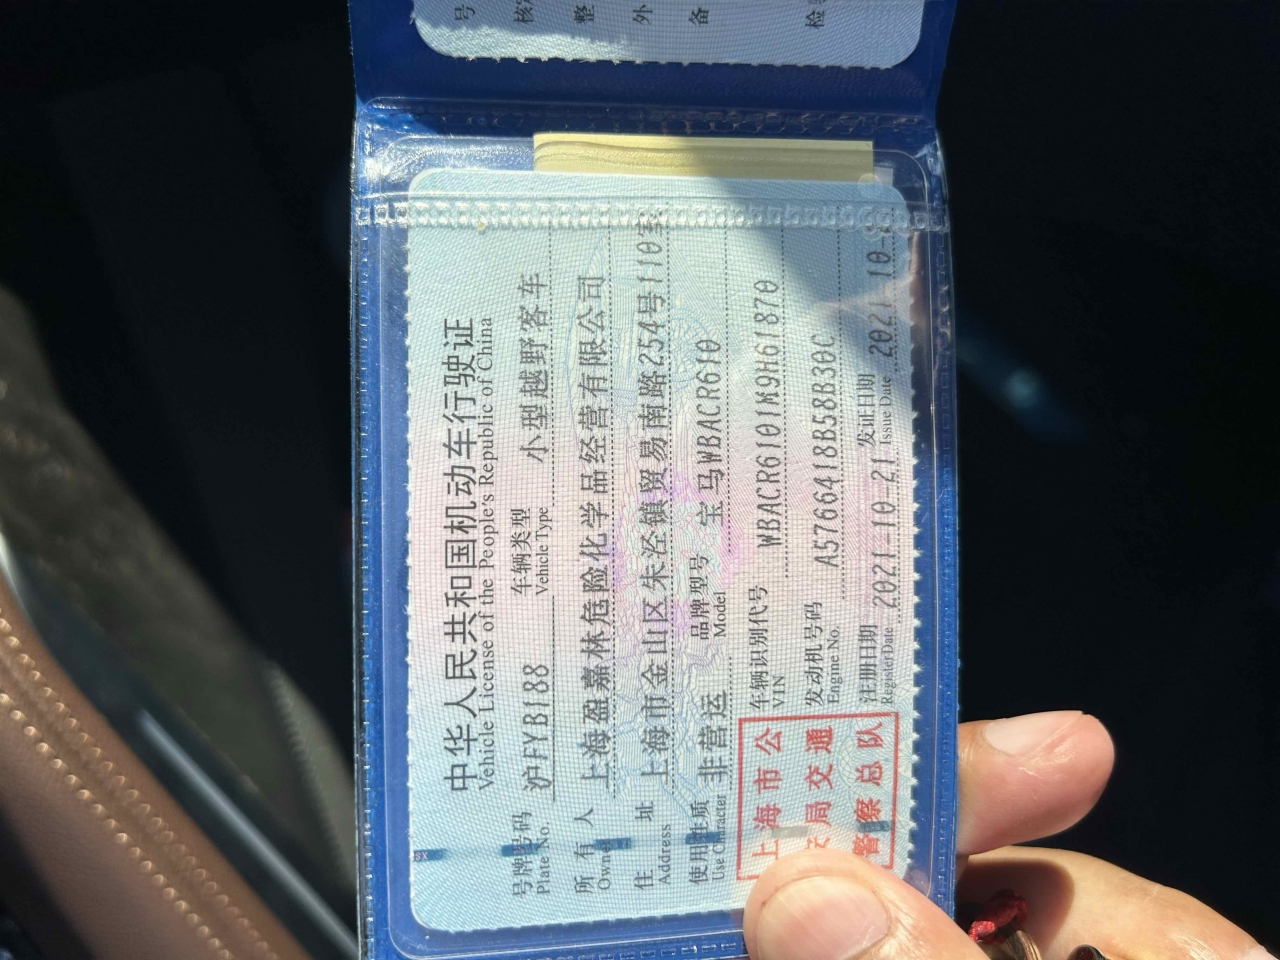 中华人民共和国机动车行驶证
Vehicle License of the People's Republic of China
号牌号码 沪FYB188 车辆类型 小型越野客车
Plate No. Vehicle Type
所有人 上海盈嘉林危险化学品经营有限公司
Owner
住址 上海市金山区朱泾镇贸易南路254号110室
Address
使用性质 非营运 品牌型号 宝马WBACR610
Use Character Model
车辆识别代号 WBACR6101M9H61870
VIN
发动机号码 A5766418B58B30C
Engine No.
注册日期 2021-10-21 发证日期 2021-10-
Register Date Issue Date
上海市公
安局交通
警察总队
号
核
整
外
备
检